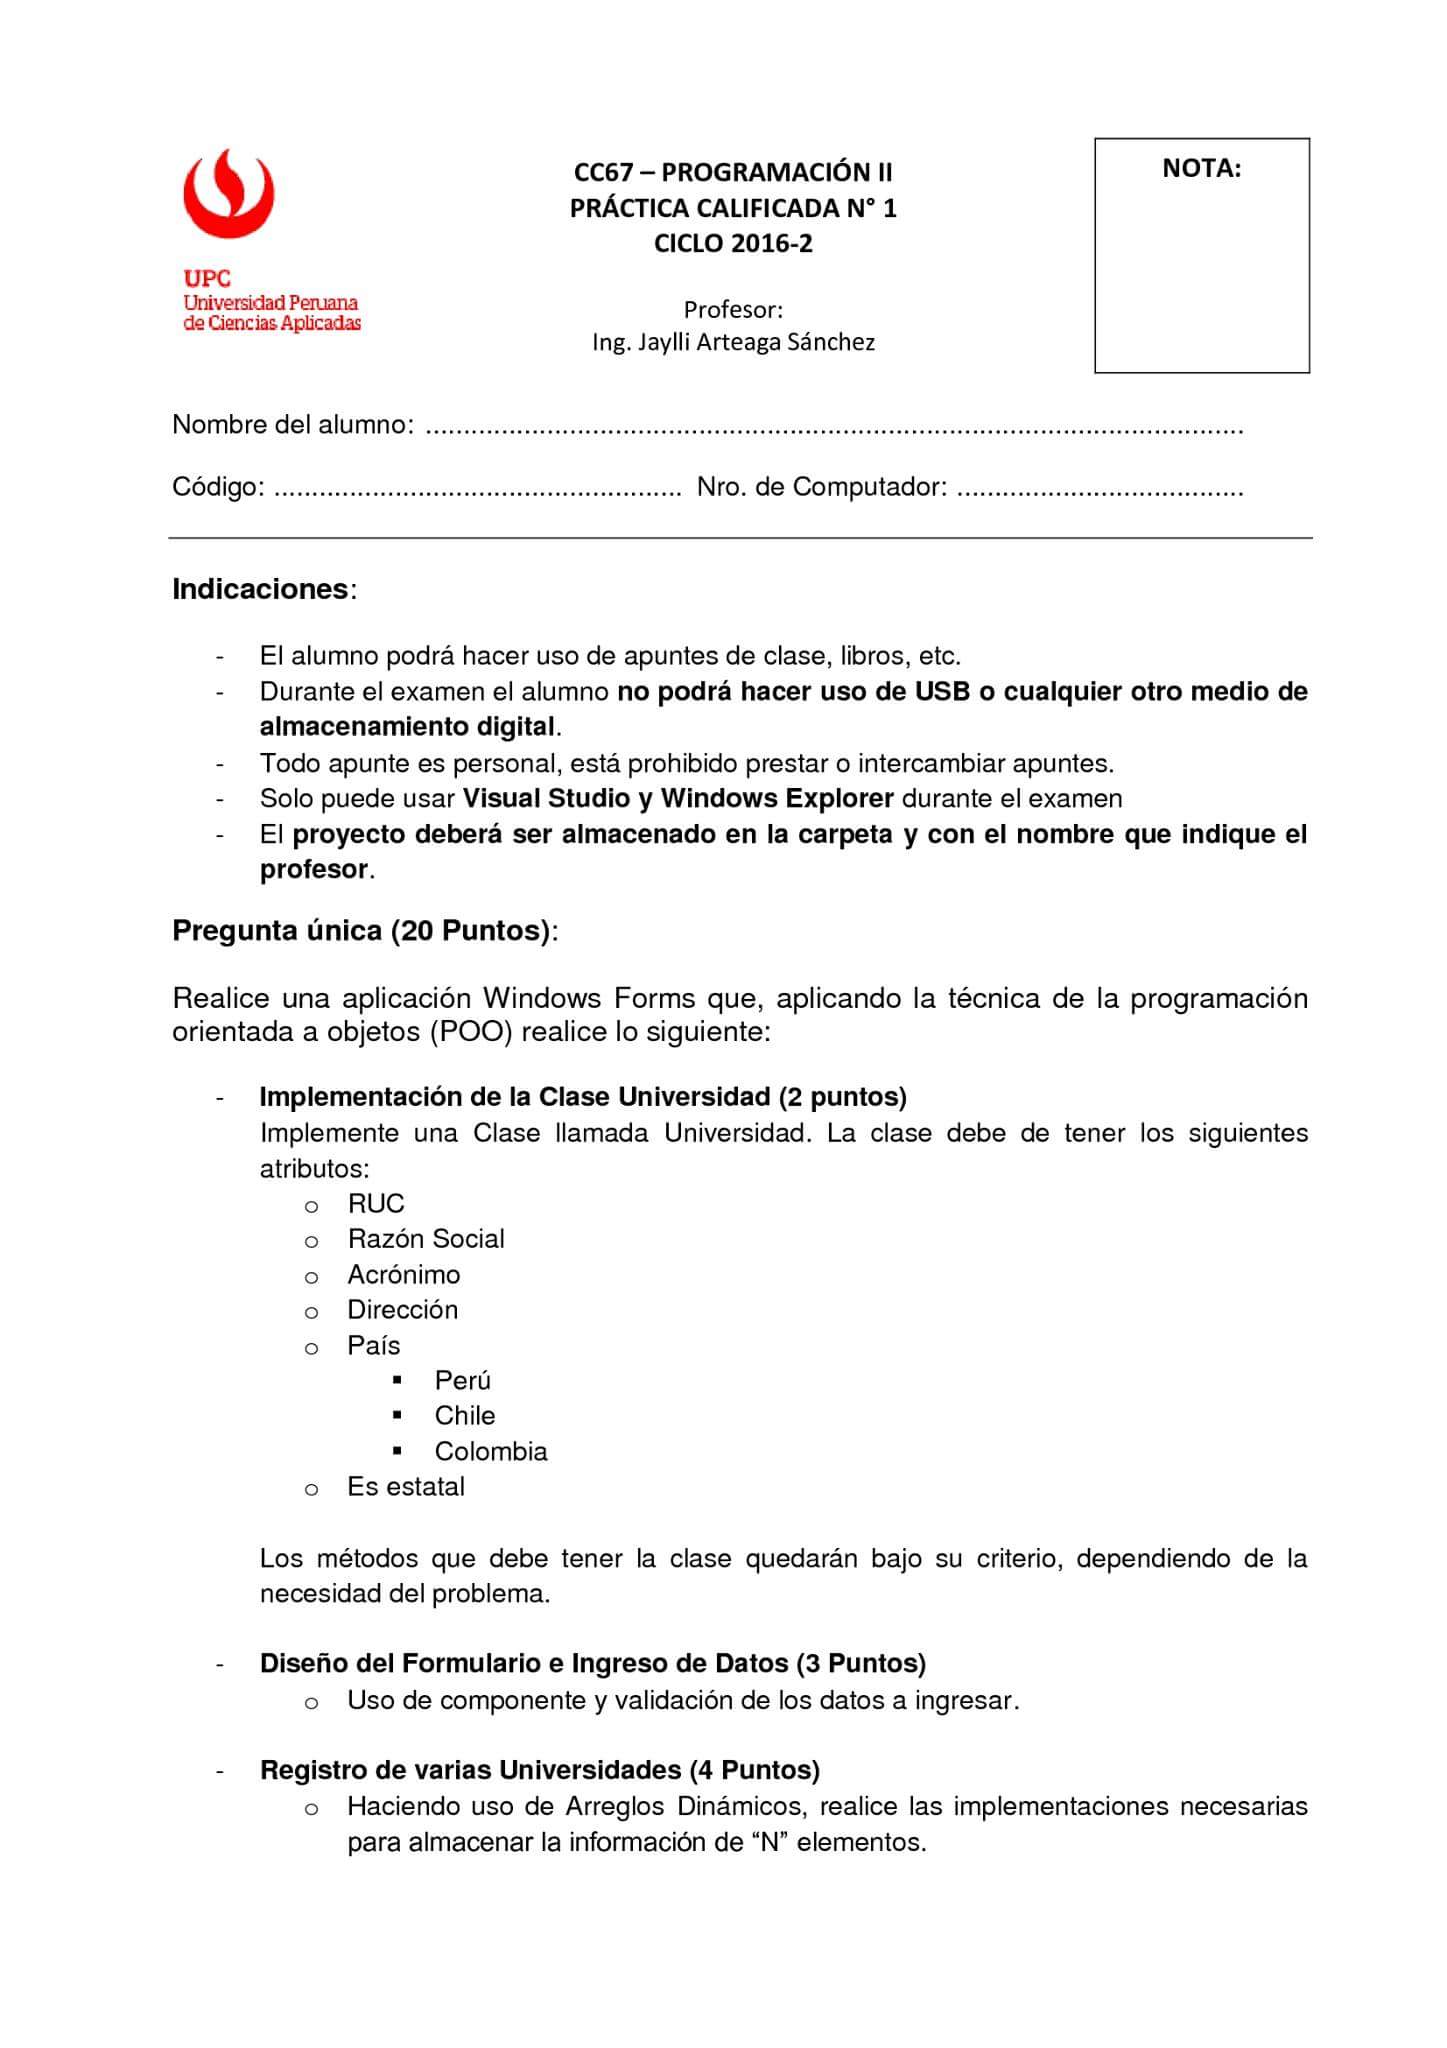 CC67 – PROGRAMACIÓN II
PRÁCTICA CALIFICADA N° 1
CICLO 2016-2
NOTA:
UPC
Universidad Peruana
de Ciencias Aplicadas
Profesor:
Ing. Jaylli Arteaga Sánchez
Nombre del alumno: ............................................................................................................
Código: ...................................................... Nro. de Computador: ......................................
Indicaciones:
- El alumno podrá hacer uso de apuntes de clase, libros, etc.
- Durante el examen el alumno no podrá hacer uso de USB o cualquier otro medio de
almacenamiento digital.
- Todo apunte es personal, está prohibido prestar o intercambiar apuntes.
- Solo puede usar Visual Studio y Windows Explorer durante el examen
- El proyecto deberá ser almacenado en la carpeta y con el nombre que indique el
profesor.
Pregunta única (20 Puntos):
Realice una aplicación Windows Forms que, aplicando la técnica de la programación
orientada a objetos (POO) realice lo siguiente:
- Implementación de la Clase Universidad (2 puntos)
Implemente una Clase llamada Universidad. La clase debe de tener los siguientes
atributos:
o RUC
o Razón Social
o Acrónimo
o Dirección
o País
▪ Perú
▪ Chile
▪ Colombia
o Es estatal
Los métodos que debe tener la clase quedarán bajo su criterio, dependiendo de la
necesidad del problema.
- Diseño del Formulario e Ingreso de Datos (3 Puntos)
o Uso de componente y validación de los datos a ingresar.
- Registro de varias Universidades (4 Puntos)
o Haciendo uso de Arreglos Dinámicos, realice las implementaciones necesarias
para almacenar la información de “N” elementos.